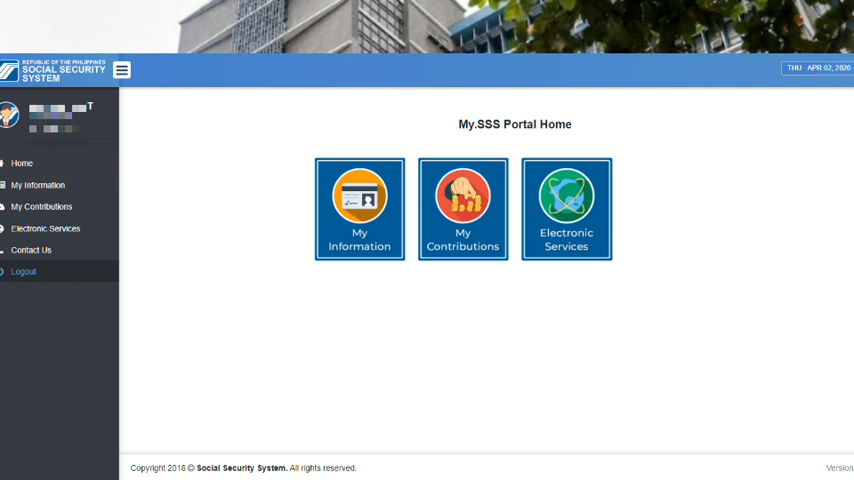 REPUBLIC OF THE PHILIPPINES
SOCIAL SECURITY
SYSTEM
THU - APR 02, 2020
T
My.SSS Portal Home
Home
My Information
My Contributions
Electronic Services
Contact Us
Logout
My
Information
My
Contributions
Electronic
Services
Copyright 2018 © Social Security System. All rights reserved.
Version